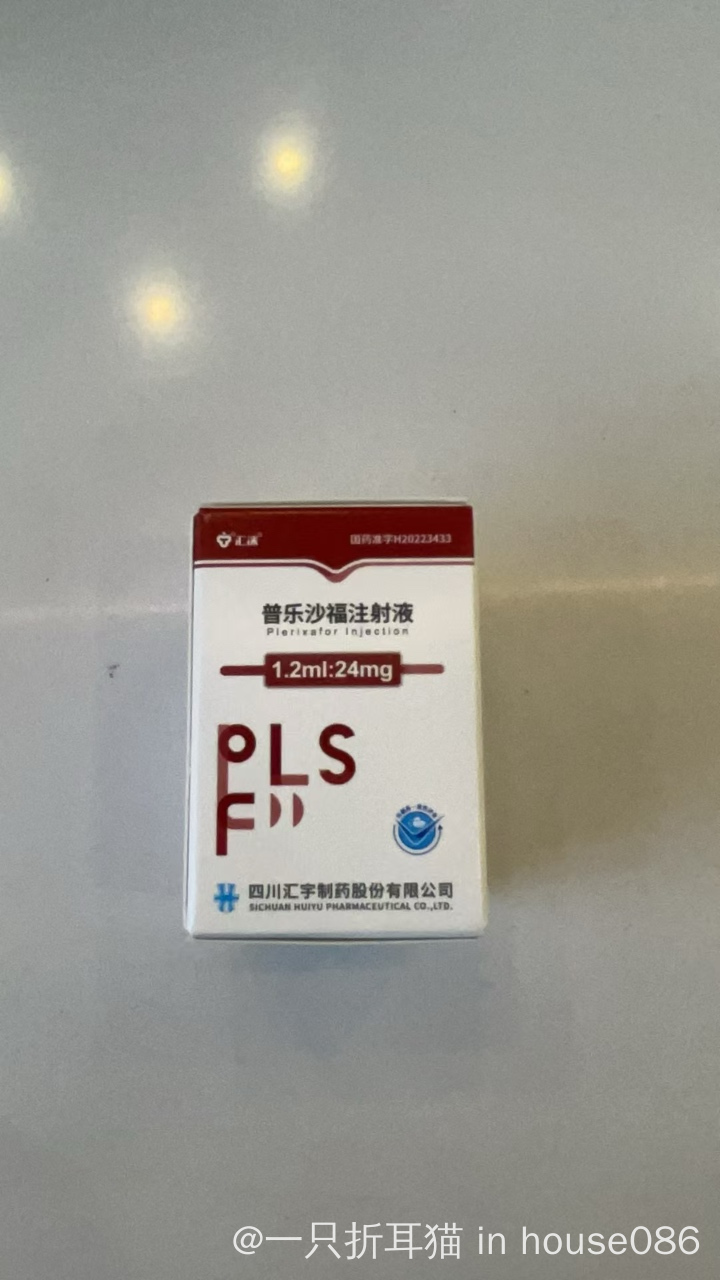 汇迪
国药准字H20223433
普乐沙福注射液
Plerixafor Injection
1.2ml:24mg
PLS
F
四川汇宇制药股份有限公司
SICHUAN HUIYU PHARMACEUTICAL CO.,LTD.
@一只折耳猫 in house086